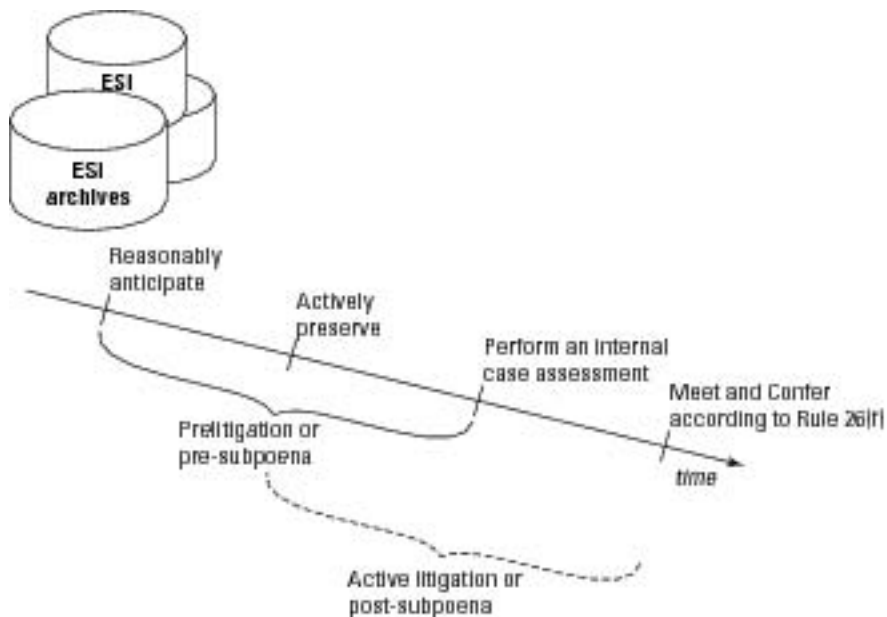 ESI
ESI
archives
Reasonably
anticipate
Actively
preserve
Perform an internal
case assessment
Meet and Confer
according to Rule 26(f)
time
Prelitigation or
pre-subpoena
Active litigation or
post-subpoena